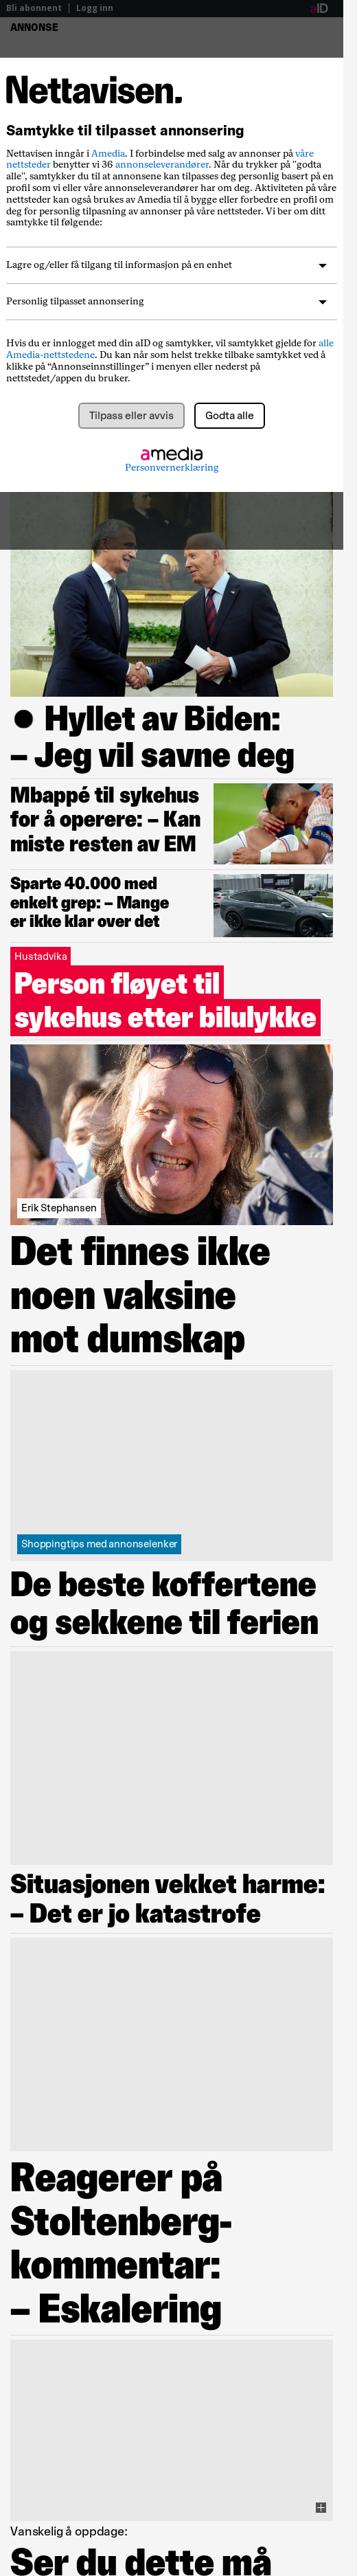 Bli abonnent | Logg inn
aID
ANNONSE
Nettavisen.
Samtykke til tilpasset annonsering
Nettavisen inngår i Amedia. I forbindelse med salg av annonser på våre
nettsteder benytter vi 36 annonseleverandører. Når du trykker på "godta
alle", samtykker du til at annonsene kan tilpasses deg personlig basert på en
profil som vi eller våre annonseleverandører har om deg. Aktiviteten på våre
nettsteder kan også brukes av Amedia til å bygge eller forbedre en profil om
deg for personlig tilpasning av annonser på våre nettsteder. Vi ber om ditt
samtykke til følgende:
Lagre og/eller få tilgang til informasjon på en enhet
Personlig tilpasset annonsering
Hvis du er innlogget med din aID og samtykker, vil samtykket gjelde for alle
Amedia-nettstedene. Du kan når som helst trekke tilbake samtykket ved å
klikke på “Annonseinnstillinger” i menyen eller nederst på
nettstedet/appen du bruker.
Tilpass eller avvis
Godta alle
amedia
Personvernerklæring
Hyllet av Biden:
– Jeg vil savne deg
Mbappé til sykehus
for å operere: – Kan
miste resten av EM
Sparte 40.000 med
enkelt grep: – Mange
er ikke klar over det
Hustadvika
Person fløyet til
sykehus etter bilulykke
Erik Stephansen
Det finnes ikke
noen vaksine
mot dumskap
Shoppingtips med annonselenker
De beste koffertene
og sekkene til ferien
Situasjonen vekket harme:
– Det er jo katastrofe
Reagerer på
Stoltenberg-
kommentar:
– Eskalering
Vanskelig å oppdage:
Ser du dette må